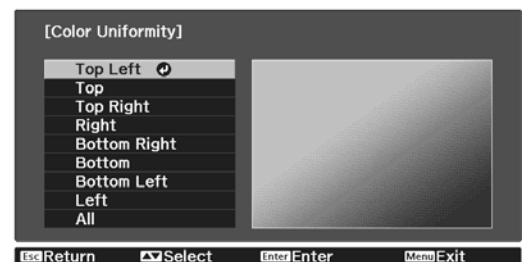 [Color Uniformity]
Top Left
Top
Top Right
Right
Bottom Right
Bottom
Bottom Left
Left
All
Esc Return Select Enter Enter Menu Exit